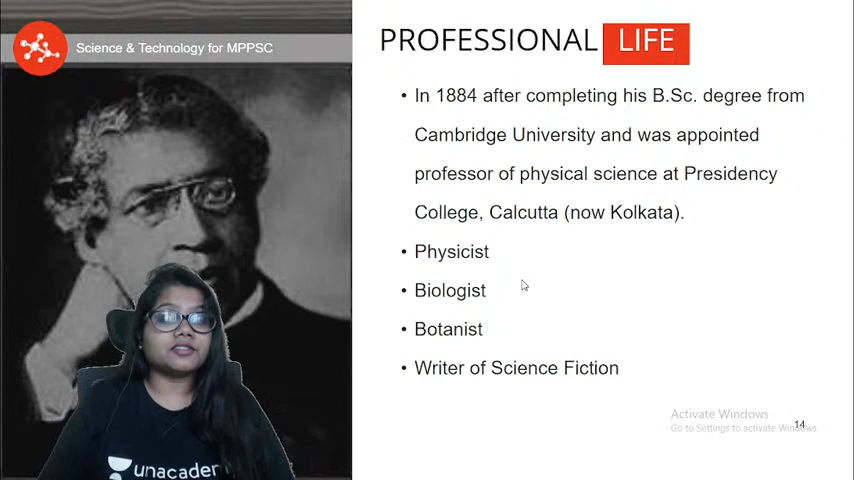 Science & Technology for MPPSC
PROFESSIONAL LIFE
• In 1884 after completing his B.Sc. degree from
Cambridge University and was appointed
professor of physical science at Presidency
College, Calcutta (now Kolkata).
• Physicist
• Biologist
• Botanist
• Writer of Science Fiction
Activate Windows
Go to Settings to activate Windows.
14
unacadem